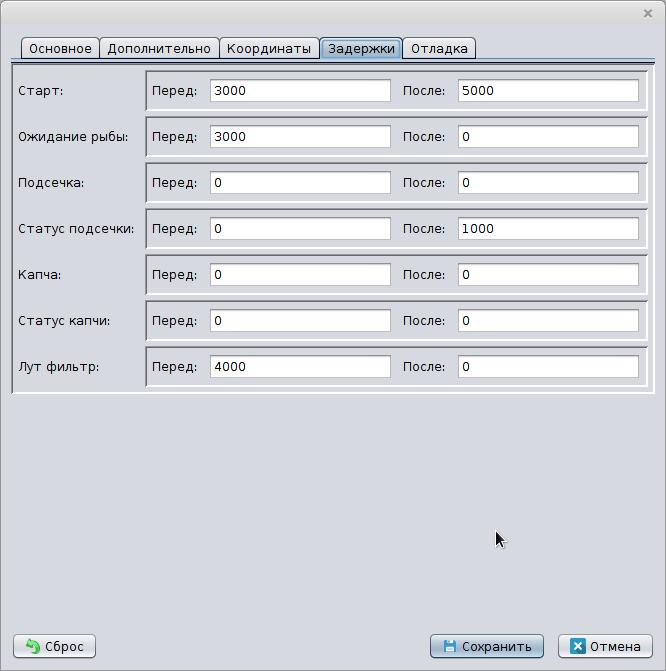 Основное Дополнительно Координаты Задержки Отладка
Старт: Перед: 3000 После: 5000
Ожидание рыбы: Перед: 3000 После: 0
Подсечка: Перед: 0 После: 0
Статус подсечки: Перед: 0 После: 1000
Капча: Перед: 0 После: 0
Статус капчи: Перед: 0 После: 0
Лут фильтр: Перед: 4000 После: 0
Сброс Сохранить Отмена